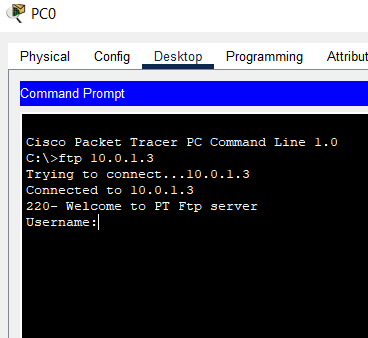 PC0
Physical Config Desktop Programming Attribut
Command Prompt
Cisco Packet Tracer PC Command Line 1.0
C:\>ftp 10.0.1.3
Trying to connect...10.0.1.3
Connected to 10.0.1.3
220- Welcome to PT Ftp server
Username: